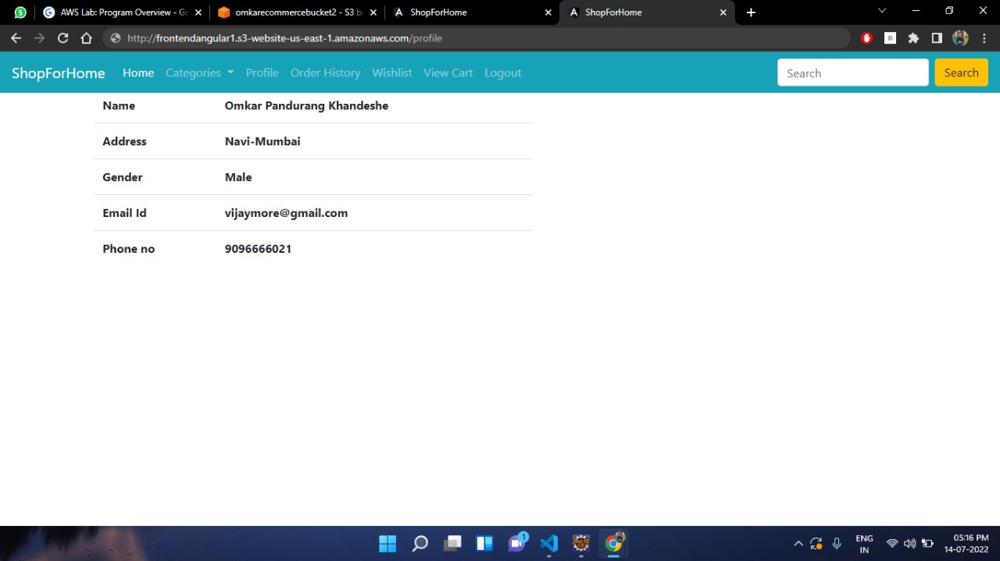 5
AWS Lab: Program Overview - Gr
omkarecommercebucket2 - S3 b
ShopForHome
ShopForHome
http://frontendangular1.s3-website-us-east-1.amazonaws.com/profile
ShopForHome Home Categories Profile Order History Wishlist View Cart Logout Search Search
Name Omkar Pandurang Khandeshe
Address Navi-Mumbai
Gender Male
Email Id vijaymore@gmail.com
Phone no 9096666021
1
ENG
IN
05:16 PM
14-07-2022